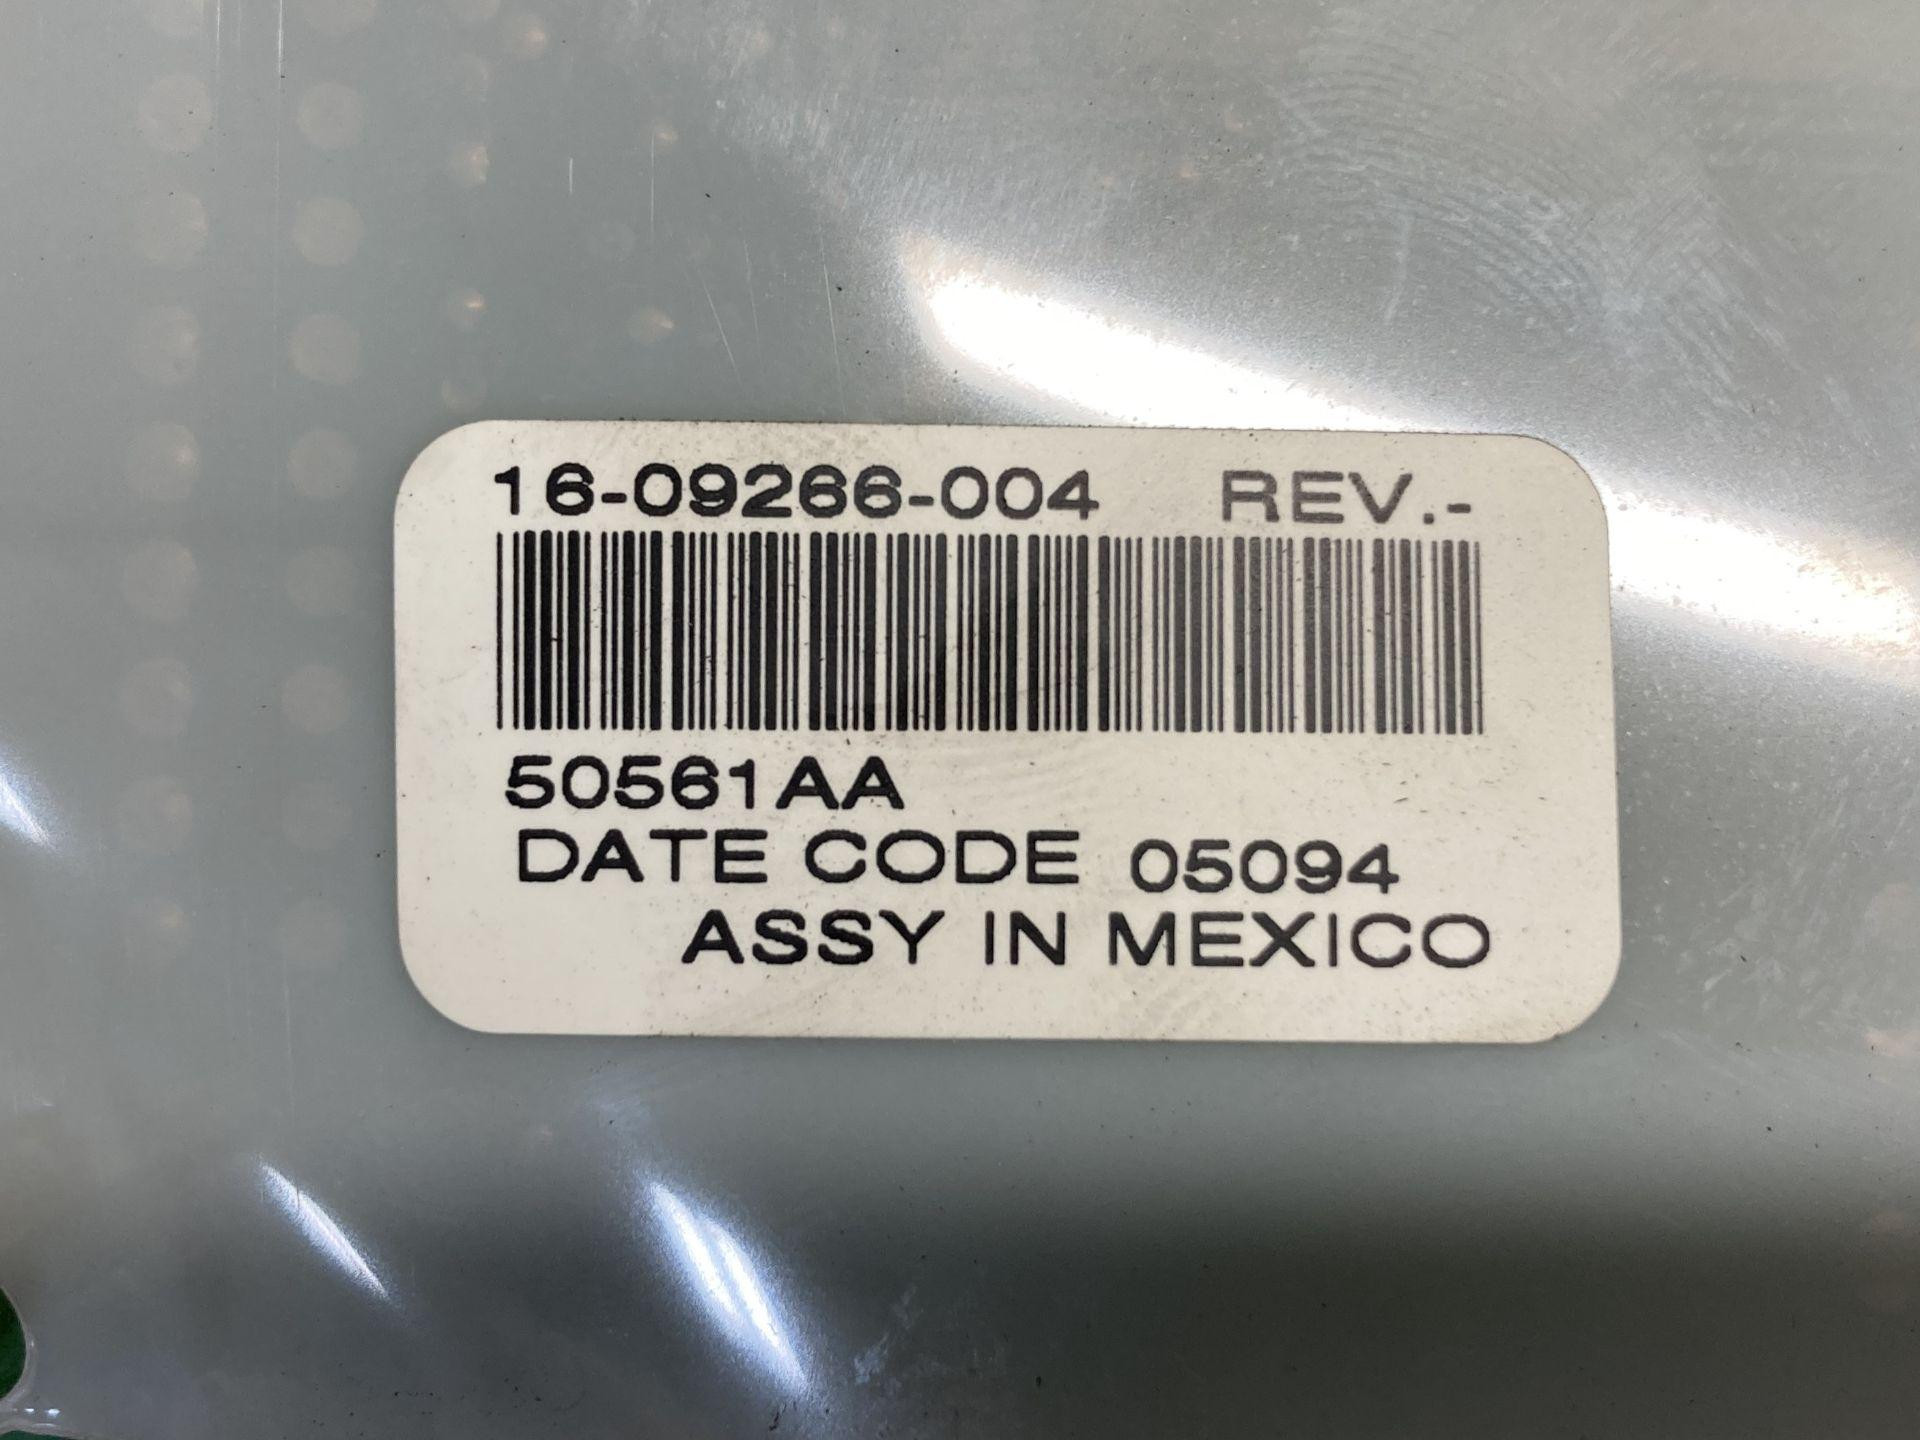 16-09266-004 REV.-
50561AA
DATE CODE 05094
ASSY IN MEXICO